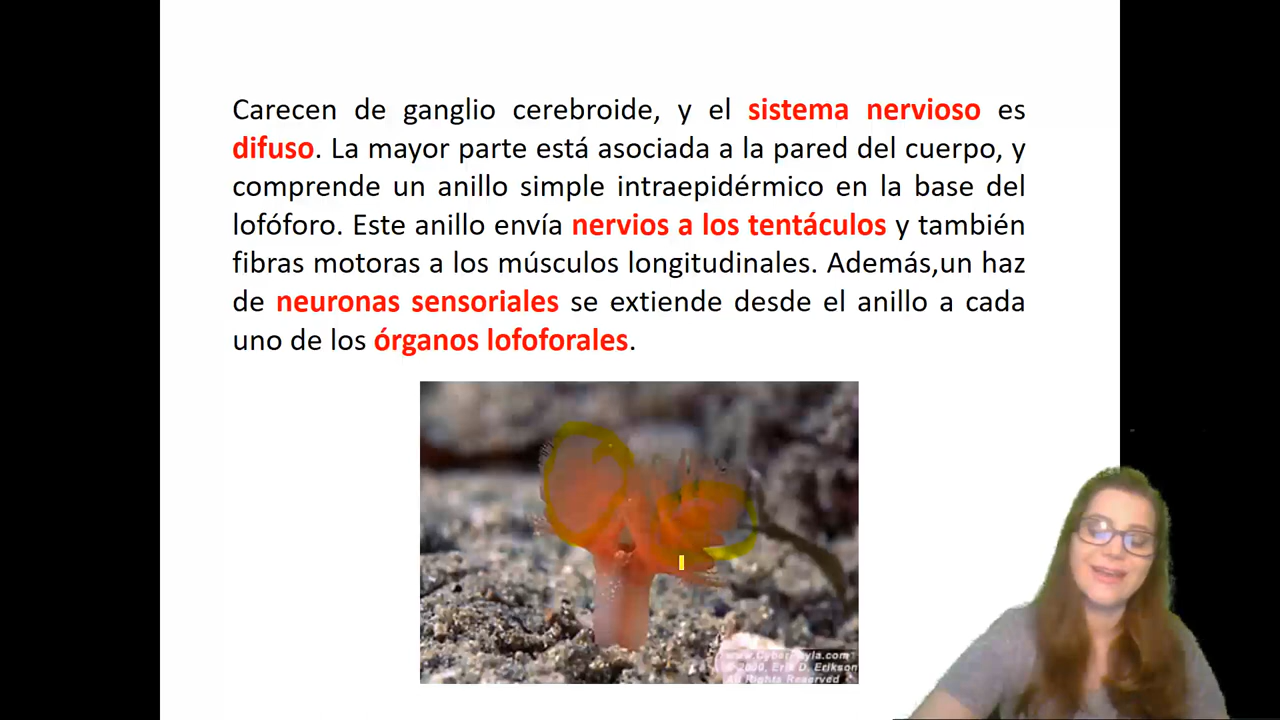 Carecen de ganglio cerebroide, y el sistema nervioso es
difuso. La mayor parte está asociada a la pared del cuerpo, y
comprende un anillo simple intraepidérmico en la base del
lofóforo. Este anillo envía nervios a los tentáculos y también
fibras motoras a los músculos longitudinales. Además,un haz
de neuronas sensoriales se extiende desde el anillo a cada
uno de los órganos lofoforales.
D. Erikson
All Rights Reserved